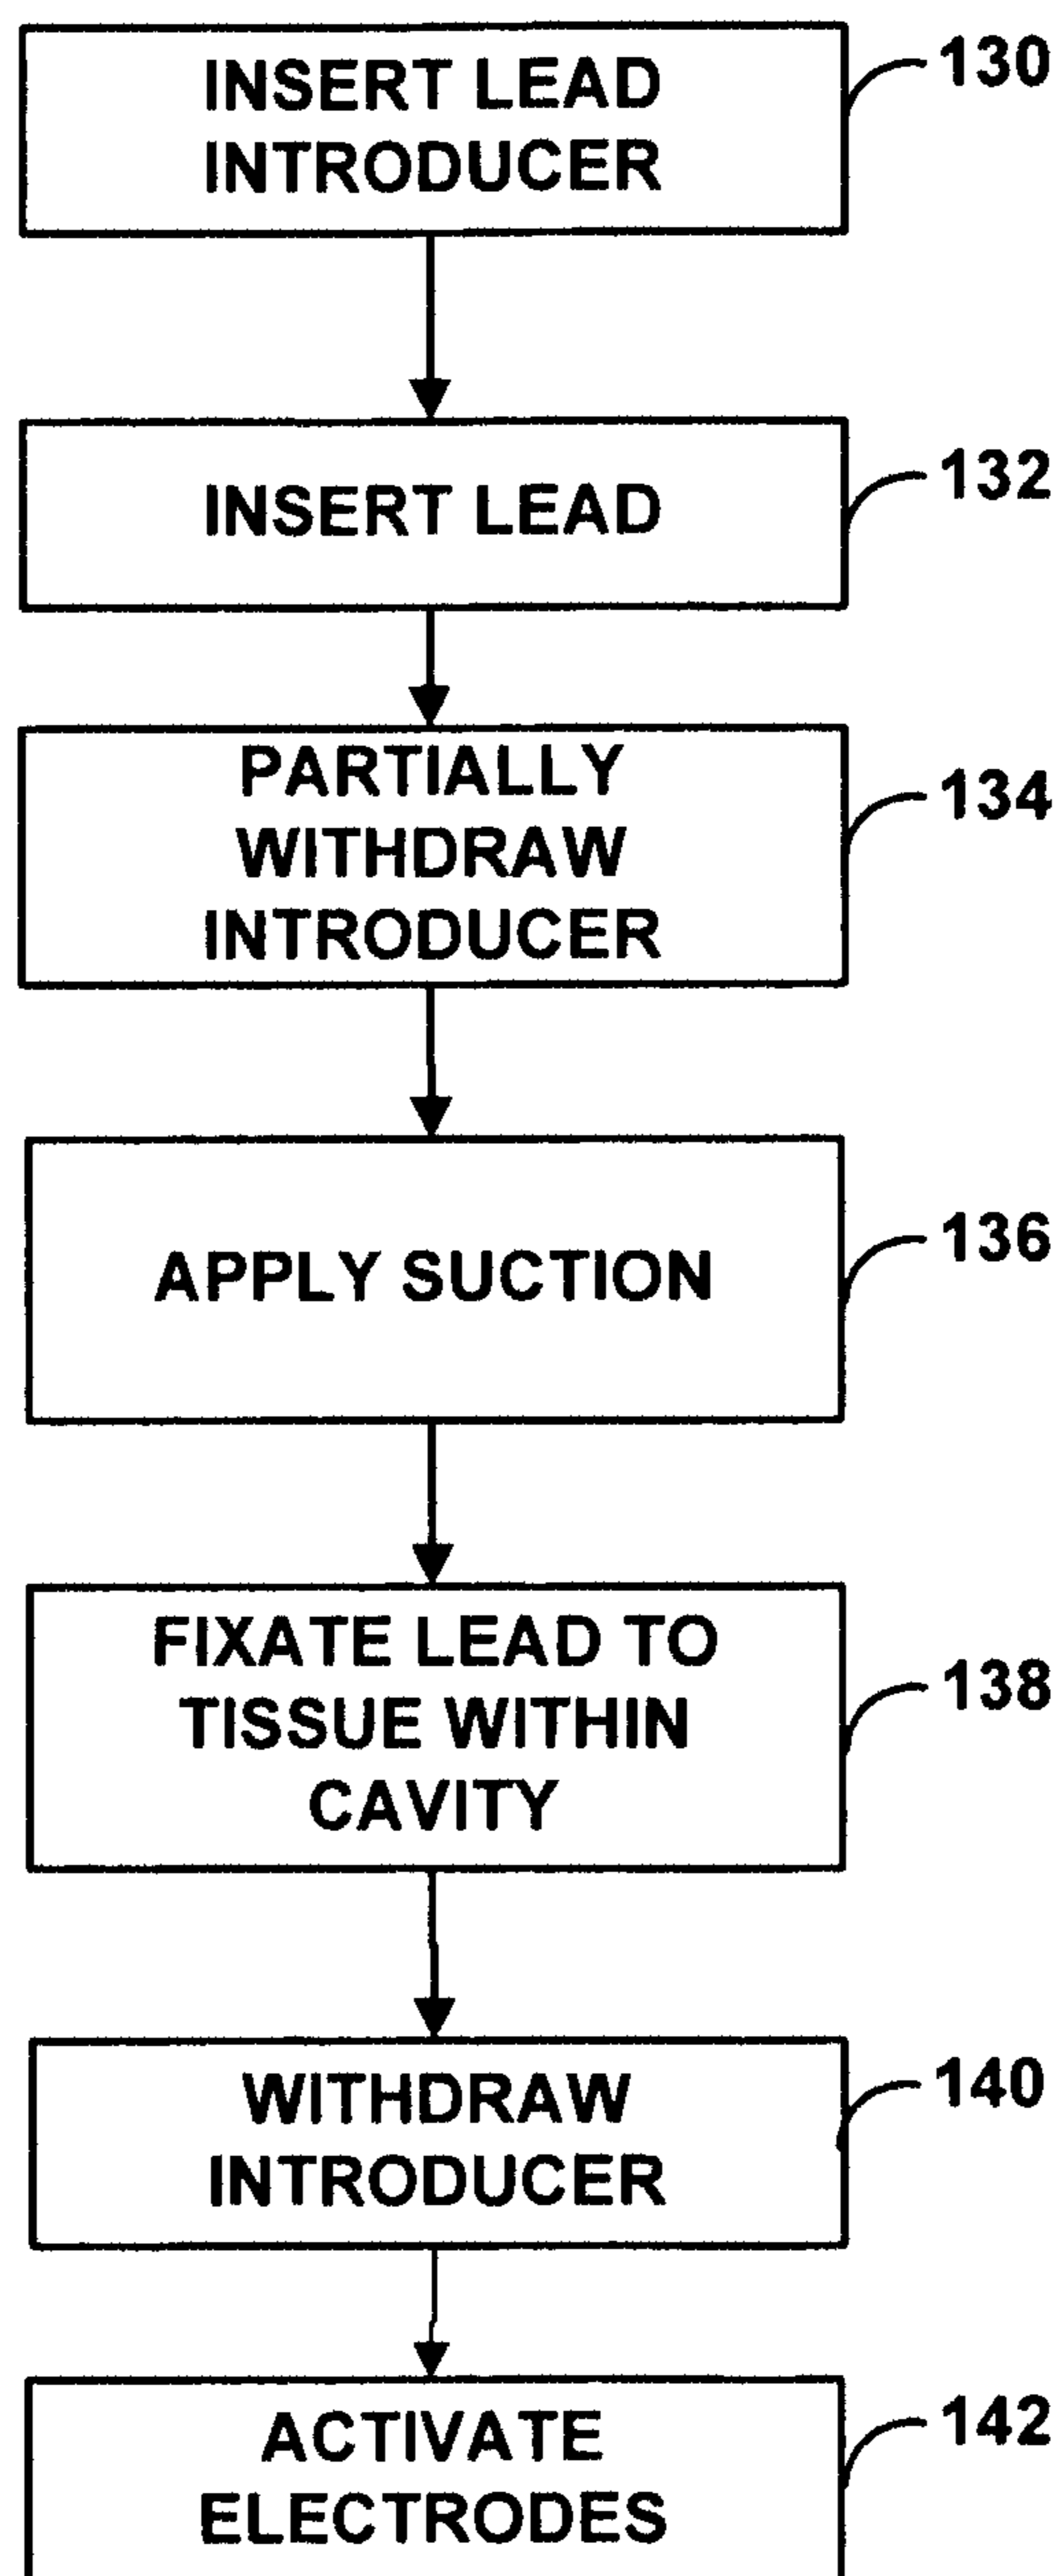 INSERT LEAD
INTRODUCER
130
INSERT LEAD
132
PARTIALLY
WITHDRAW
INTRODUCER
134
APPLY SUCTION
136
FIXATE LEAD TO
TISSUE WITHIN
CAVITY
138
WITHDRAW
INTRODUCER
140
ACTIVATE
ELECTRODES
142